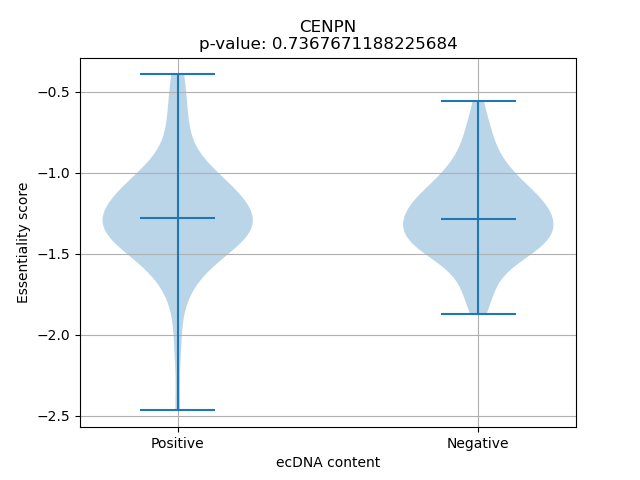 CENPN
p-value: 0.7367671188225684
−0.5
−1.0
−1.5
−2.0
−2.5
Essentiality score
Positive
Negative
ecDNA content